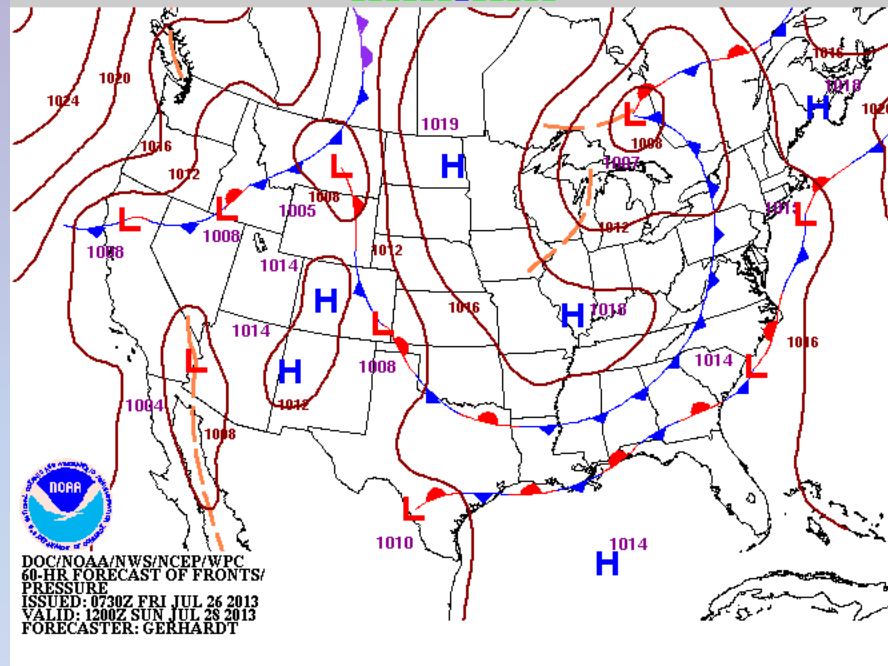 1024
1020
1016
1012
1019
H
L
1008
1007
1012
1016
H
1018
1020
L
1008
1005
L
1008
L
1008
1015
L
1014
H
1012
1016
H
1018
1014
L
1008
1014
L
1016
L
1004
H
1012
1008
L
1010
1014
H
NOAA
DOC/NOAA/NWS/NCEP/WPC
60-HR FORECAST OF FRONTS/
PRESSURE
ISSUED: 0730Z FRI JUL 26 2013
VALID: 1200Z SUN JUL 28 2013
FORECASTER: GERHARDT